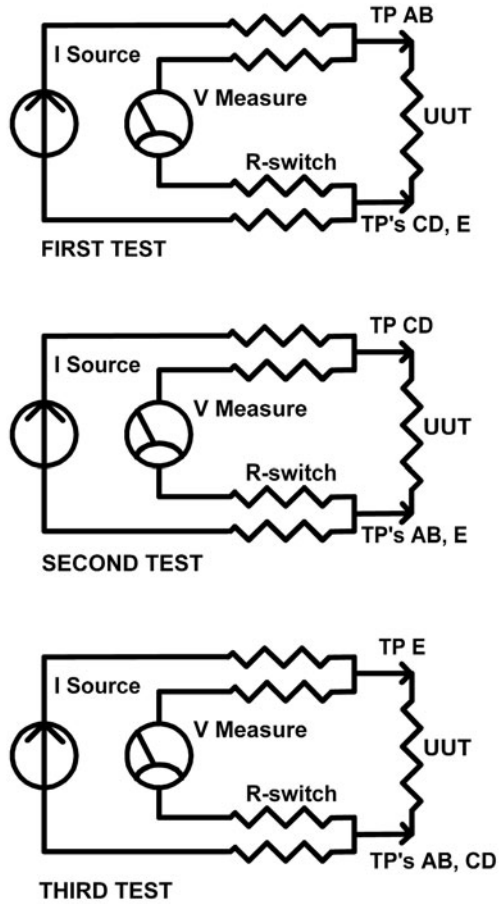 TP AB
I Source
V Measure
UUT
R-switch
TP's CD, E
FIRST TEST
TP CD
I Source
V Measure
UUT
R-switch
TP's AB, E
SECOND TEST
TP E
I Source
V Measure
UUT
R-switch
TP's AB, CD
THIRD TEST